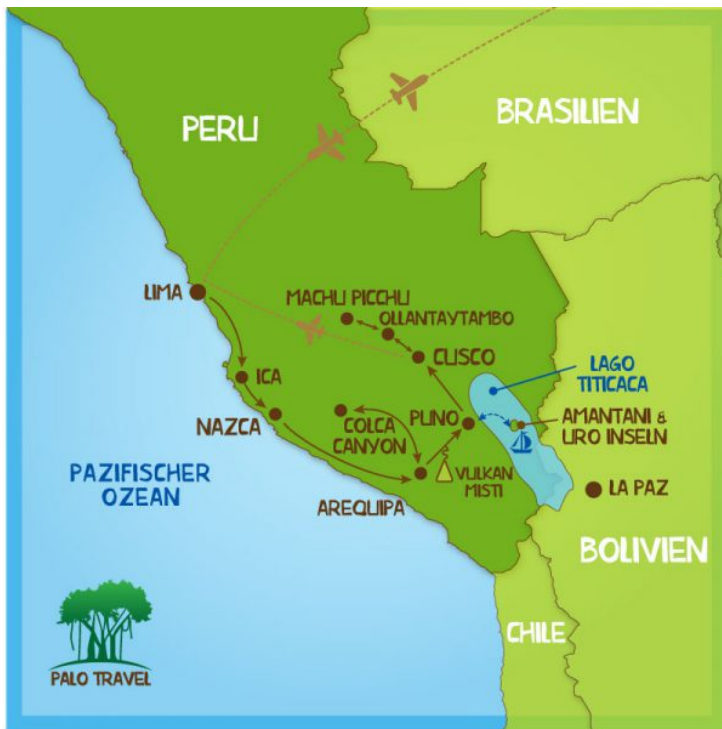 PERU
BRASILIEN
LIMA
MACHU PICCHU
OLLANTAYTAMBO
CUSCO
LAGO
TITICACA
ICA
NAZCA
COLCA
CANYON
PUNO
AMANTANI &
URO INSELN
PAZIFISCHER
OZEAN
AREQUIPA
VULKAN
MISTI
LA PAZ
BOLIVIEN
CHILE
PALO TRAVEL